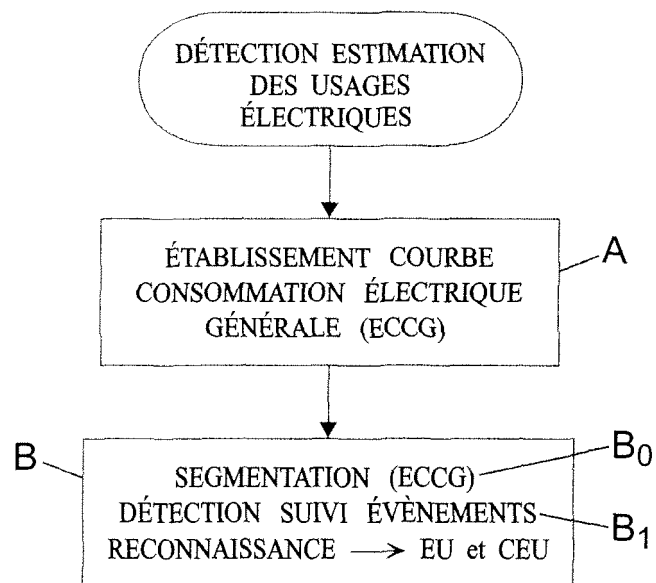 DÉTECTION ESTIMATION
DES USAGES
ÉLECTRIQUES
ÉTABLISSEMENT COURBE
CONSOMMATION ÉLECTRIQUE
GÉNÉRALE (ECCG)
A
B
SEGMENTATION (ECCG)
B₀
DÉTECTION SUIVI ÉVÈNEMENTS
B₁
RECONNAISSANCE → EU et CEU